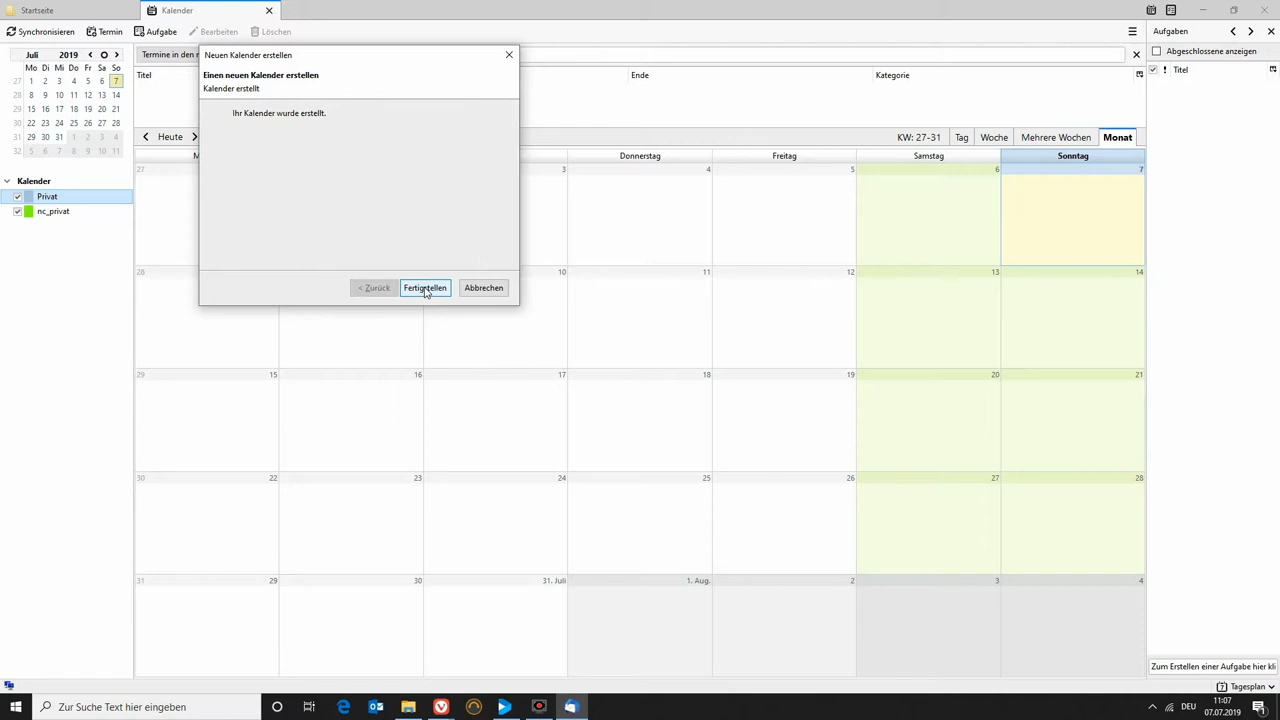 Startseite
Kalender
Synchronisieren Termin Aufgabe Bearbeiten Löschen
Aufgaben
Juli 2019
Mo Di Mi Do Fr Sa So
27 1 2 3 4 5 6 7
28 8 9 10 11 12 13 14
29 15 16 17 18 19 20 21
30 22 23 24 25 26 27 28
31 29 30 31 1 2 3 4
32 5 6 7 8 9 10 11
Kalender
Privat
nc_privat
Termine in den
Titel
Ende
Kategorie
Neuen Kalender erstellen
Einen neuen Kalender erstellen
Kalender erstellt
Ihr Kalender wurde erstellt.
< Zurück Fertigstellen Abbrechen
Heute
KW: 27-31 Tag Woche Mehrere Wochen Monat
M Donnerstag Freitag Samstag Sonntag
27 3 4 5 6 7
28 10 11 12 13 14
29 15 16 17 18 19 20 21
30 22 23 24 25 26 27 28
31 29 30 31. Juli 1. Aug. 2 3 4
Abgeschlossene anzeigen
! Titel
Zum Erstellen einer Aufgabe hier kli
Tagesplan
Zur Suche Text hier eingeben
DEU
11:07
07.07.2019